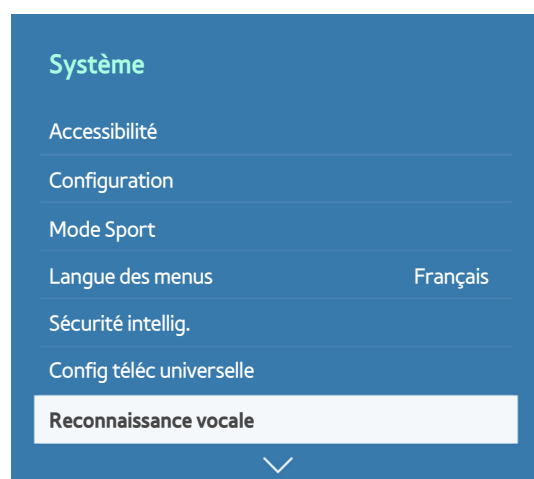 Système
Accessibilité
Configuration
Mode Sport
Langue des menus Français
Sécurité intellig.
Config téléc universelle
Reconnaissance vocale